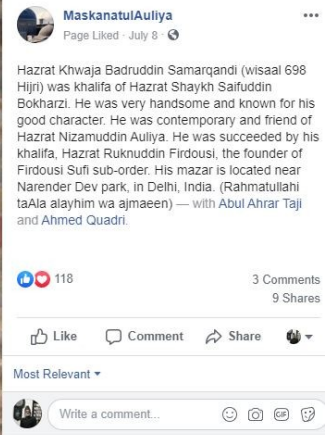 MaskanatulAuliya
Page Liked · July 8 ·
Hazrat Khwaja Badruddin Samarqandi (wisaal 698
Hijri) was khalifa of Hazrat Shaykh Saifuddin
Bokharzi. He was very handsome and known for his
good character. He was contemporary and friend of
Hazrat Nizamuddin Auliya. He was succeeded by his
khalifa, Hazrat Ruknuddin Firdousi, the founder of
Firdousi Sufi sub-order. His mazar is located near
Narender Dev park, in Delhi, India. (Rahmatullahi
taAla alayhim wa ajmaeen) — with Abul Ahrar Taji
and Ahmed Quadri.
118
3 Comments
9 Shares
Like Comment Share
Most Relevant
Write a comment...
GIF